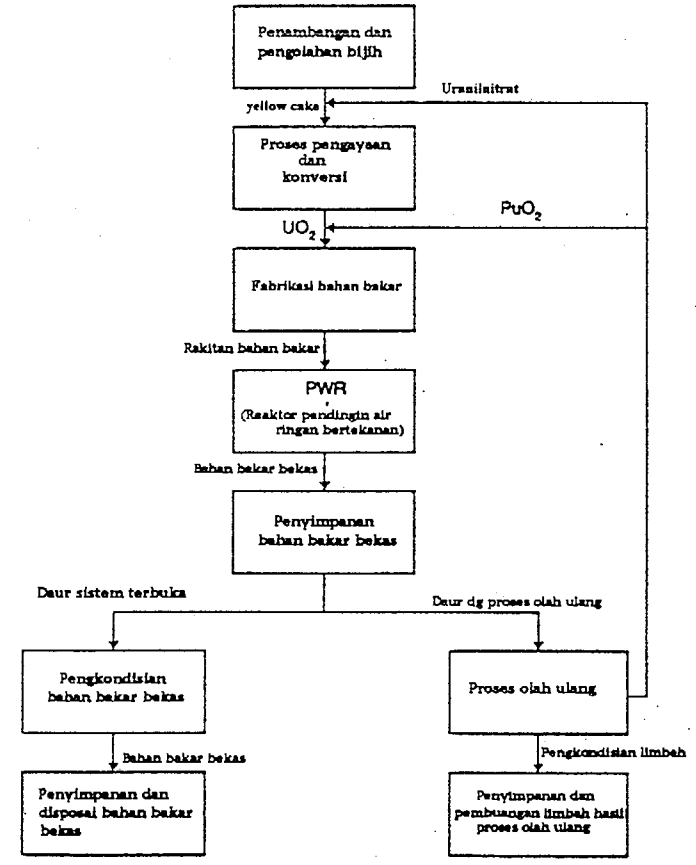 Penambangan dan
pengolahan bijih
Uranilnitrat
yellow cake
Proses pengayaan
dan
konversi
PuO₂
UO₂
Fabrikasi bahan bakar
Rakitan bahan bakar
PWR
(Reaktor pendingin air
ringan bertekanan)
Bahan bakar bekas
Penyimpanan
bahan bakar bekas
Daur sistem terbuka
Daur dg proses olah ulang
Pengkondisian
bahan bakar bekas
Proses olah ulang
Bahan bakar bekas
Pengkondisian limbah
Penyimpanan dan
disposal bahan bakar
bekas
Penyimpanan dan
pembuangan limbah hasil
proses olah ulang